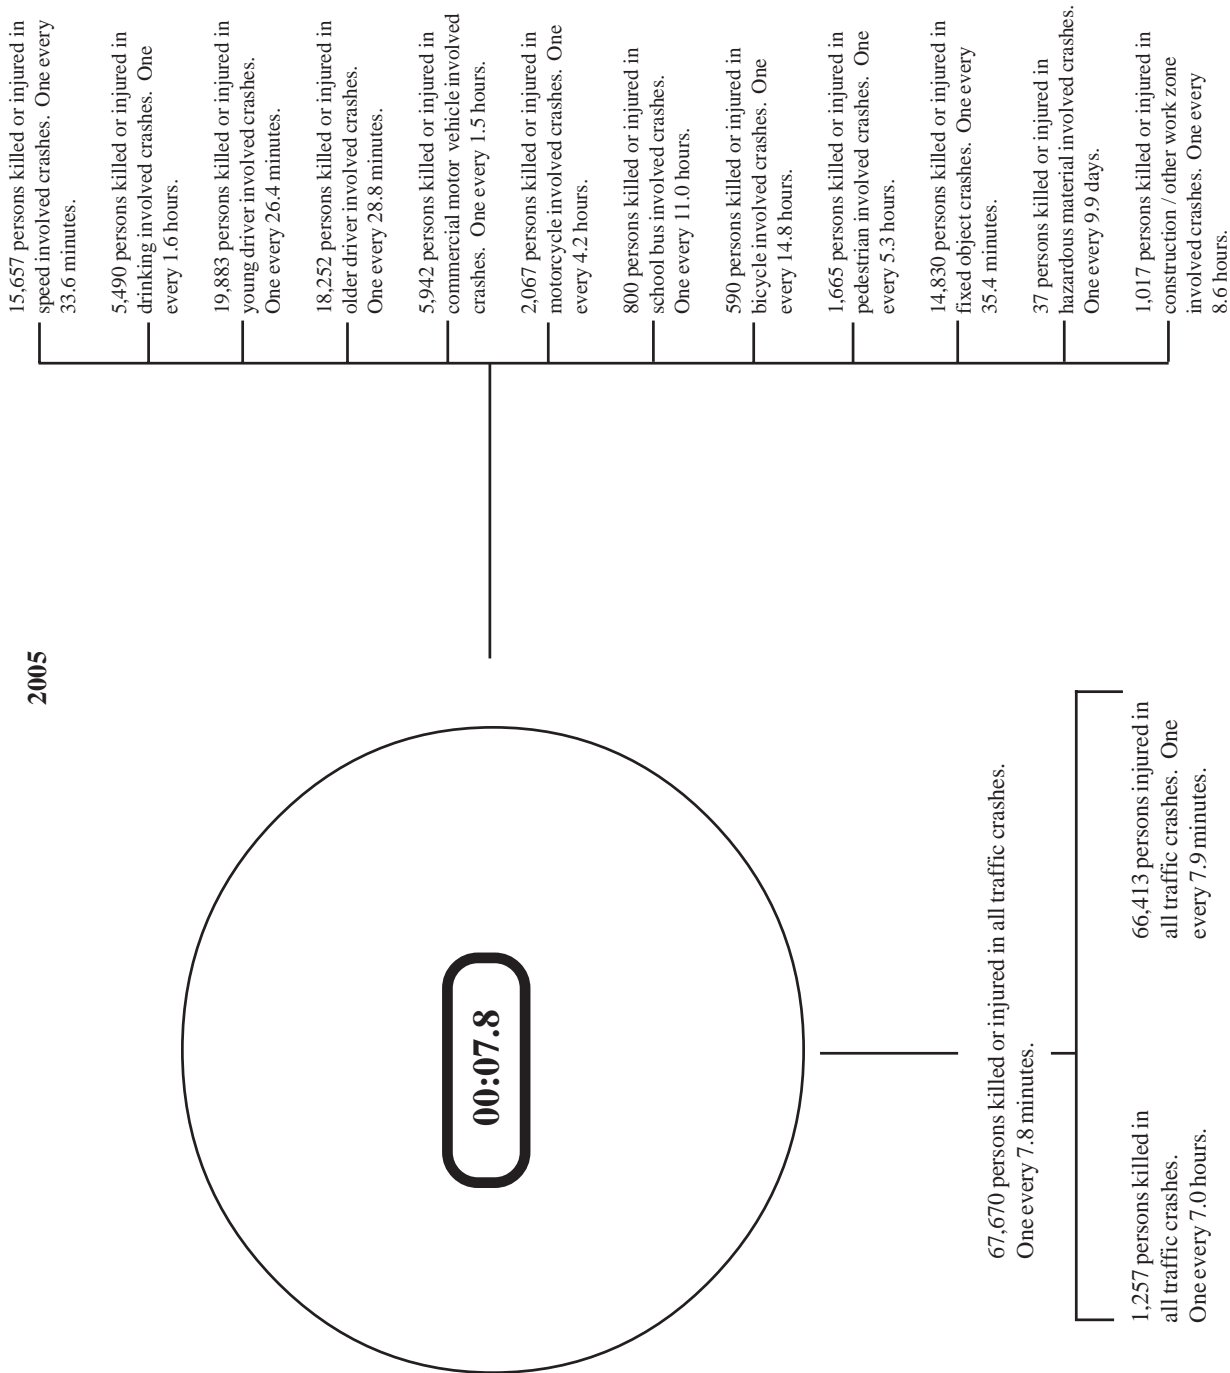 2005
00:07.8
67,670 persons killed or injured in all traffic crashes.
One every 7.8 minutes.
1,257 persons killed in
all traffic crashes.
One every 7.0 hours.
66,413 persons injured in
all traffic crashes. One
every 7.9 minutes.
15,657 persons killed or injured in
speed involved crashes. One every
33.6 minutes.
5,490 persons killed or injured in
drinking involved crashes. One
every 1.6 hours.
19,883 persons killed or injured in
young driver involved crashes.
One every 26.4 minutes.
18,252 persons killed or injured in
older driver involved crashes.
One every 28.8 minutes.
5,942 persons killed or injured in
commercial motor vehicle involved
crashes. One every 1.5 hours.
2,067 persons killed or injured in
motorcycle involved crashes. One
every 4.2 hours.
800 persons killed or injured in
school bus involved crashes.
One every 11.0 hours.
590 persons killed or injured in
bicycle involved crashes. One
every 14.8 hours.
1,665 persons killed or injured in
pedestrian involved crashes. One
every 5.3 hours.
14,830 persons killed or injured in
fixed object crashes. One every
35.4 minutes.
37 persons killed or injured in
hazardous material involved crashes.
One every 9.9 days.
1,017 persons killed or injured in
construction / other work zone
involved crashes. One every
8.6 hours.